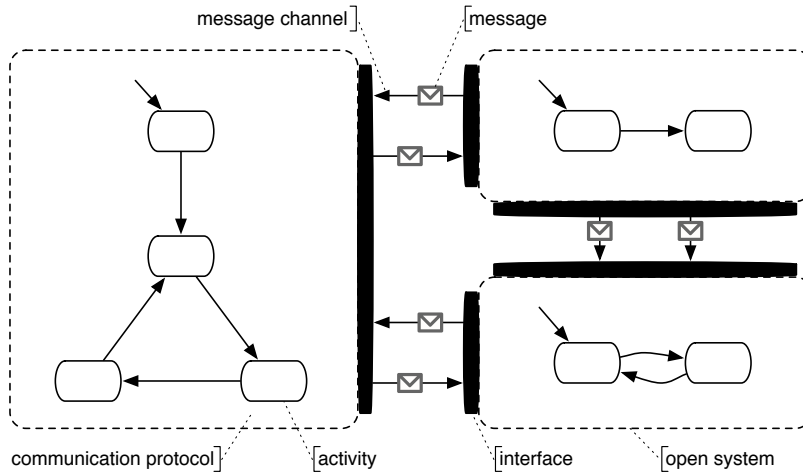 message channel
message
communication protocol
activity
interface
open system